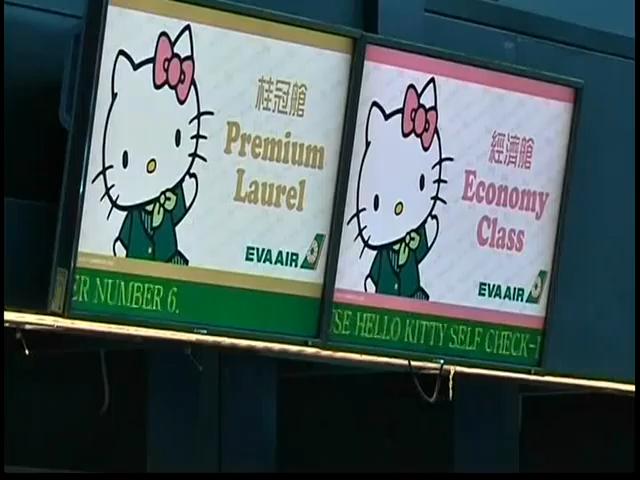 桂冠艙
Premium
Laurel
EVA AIR
ER NUMBER 6.
經濟艙
Economy
Class
EVA AIR
SE HELLO KITTY SELF CHECK-